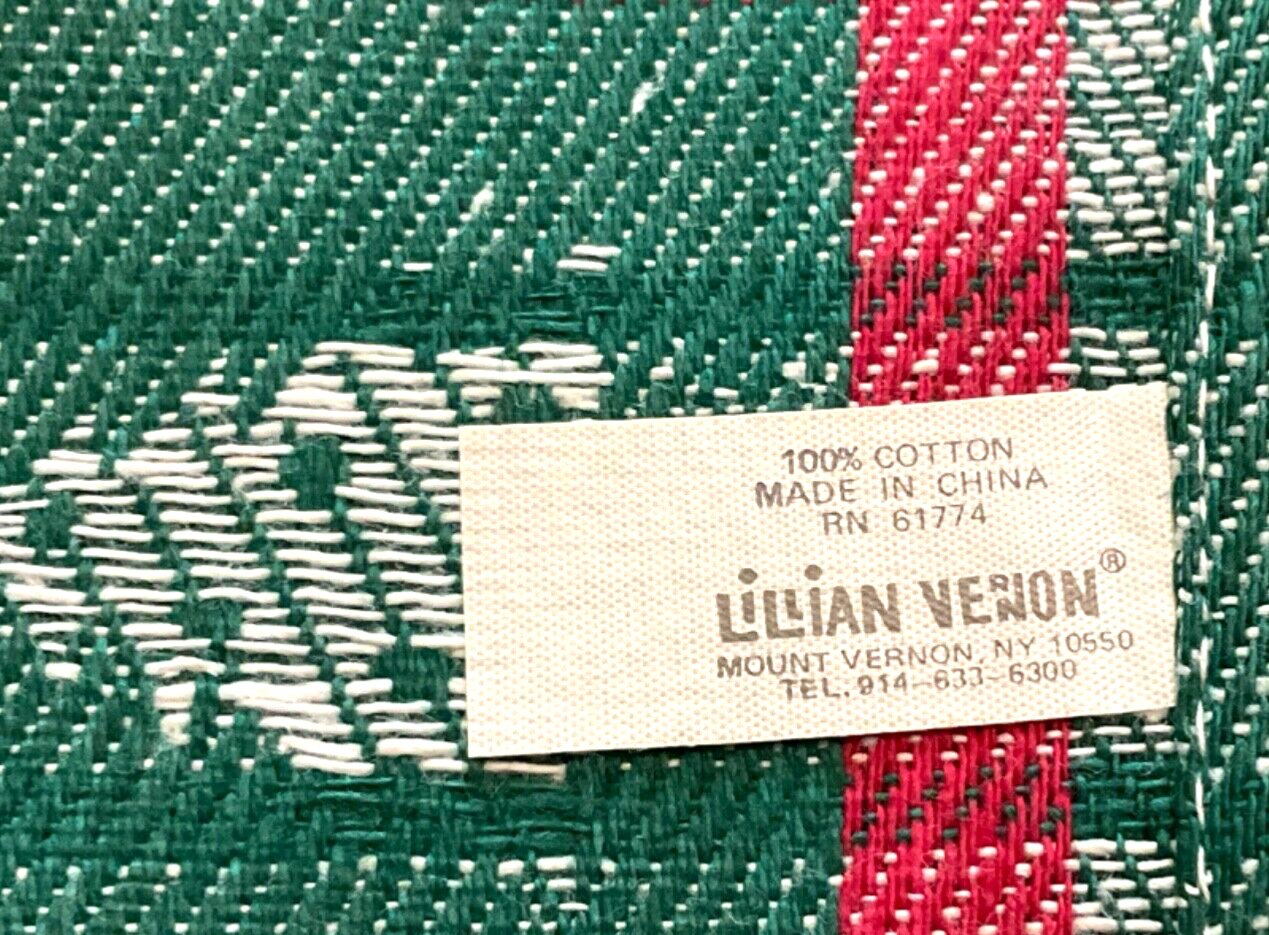 100% COTTON
MADE IN CHINA
RN 61774
LILLIAN VERNON®
MOUNT VERNON, NY 10550
TEL. 914-633-6300